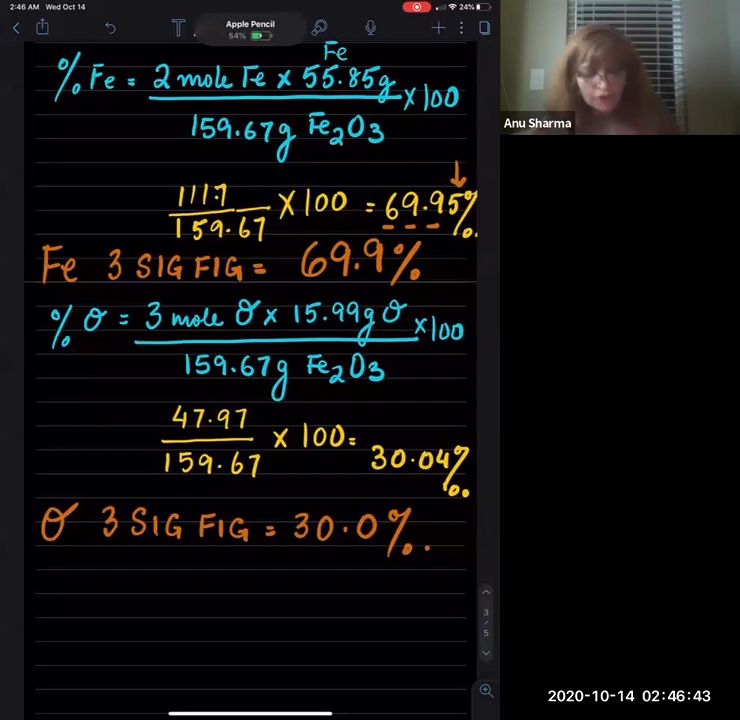 2:46 AM Wed Oct 14
24%
Apple Pencil
54%
% Fe = 2 mole Fe x 55.85g Fe x 100
159.67g Fe2O3
111.7 x 100 = 69.95%
159.67
Fe 3 SIG FIG = 69.9%
% O = 3 mole O x 15.99g O x 100
159.67g Fe2O3
47.97 x 100 = 30.04%
159.67
O 3 SIG FIG = 30.0%.
3
/
5
Anu Sharma
2020-10-14 02:46:43